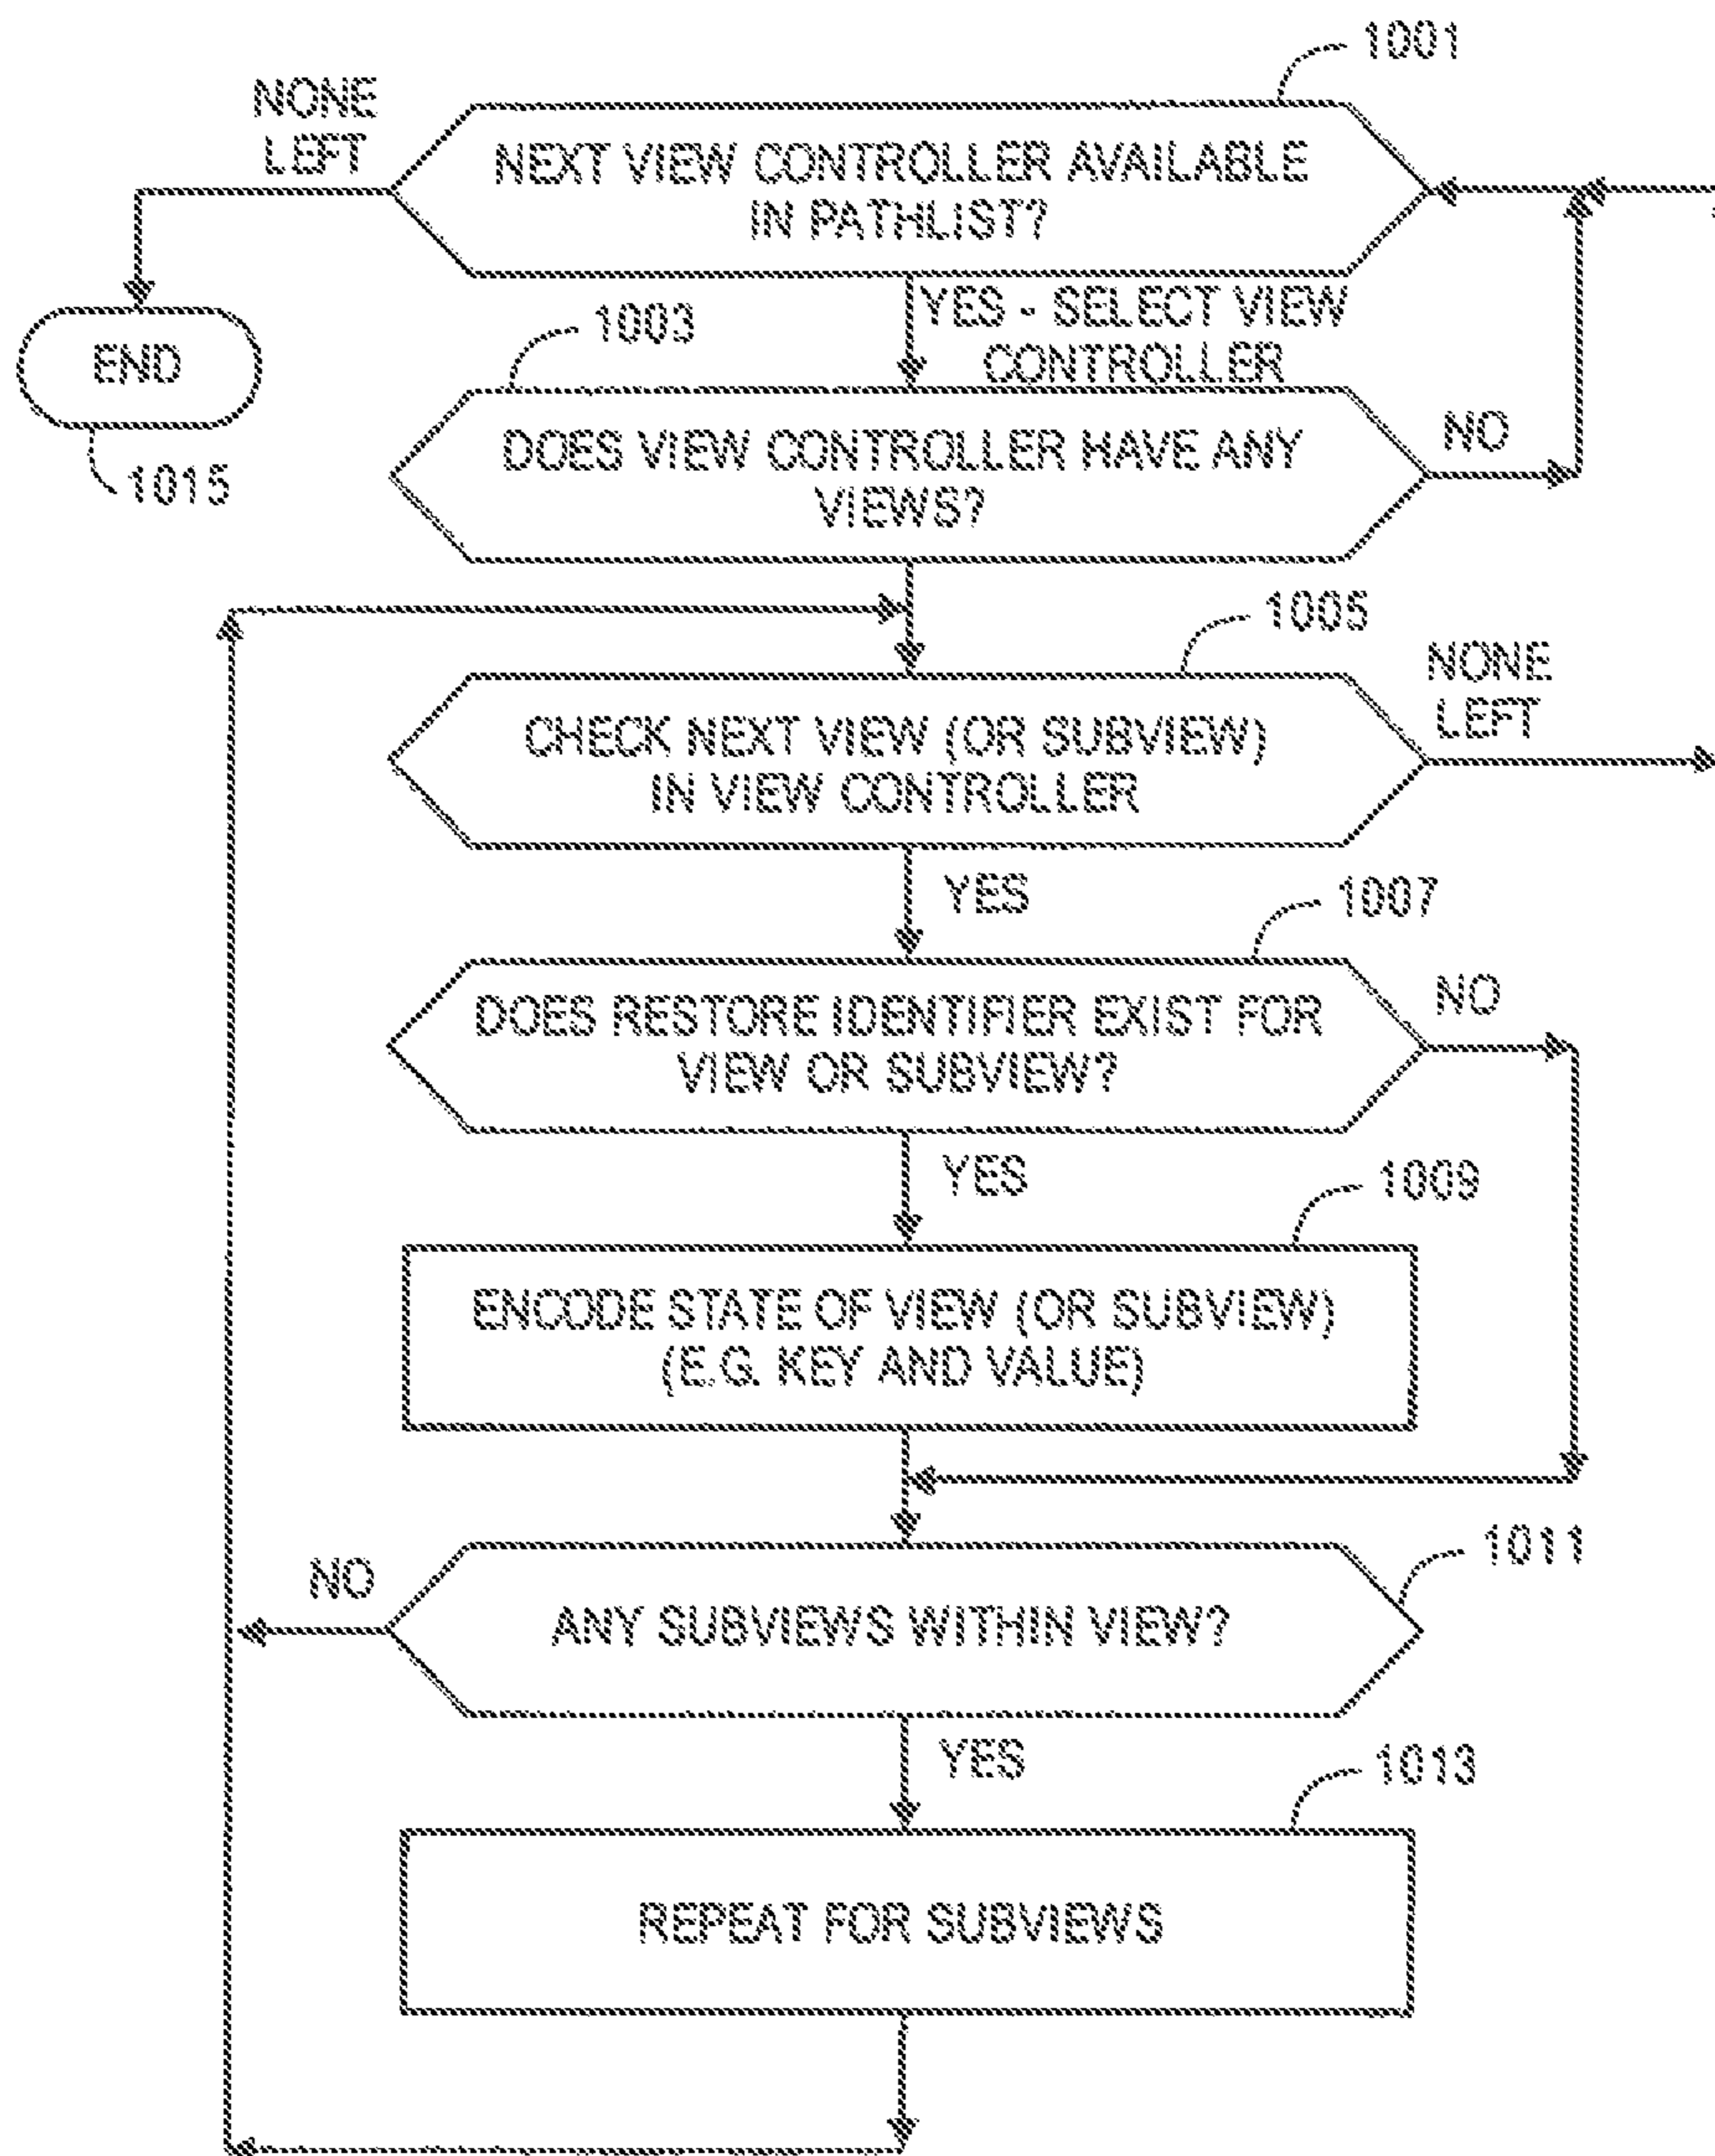 1001
NONE
LEFT
NEXT VIEW CONTROLLER AVAILABLE
IN PATHLIST?
YES - SELECT VIEW
CONTROLLER
1003
END
1015
DOES VIEW CONTROLLER HAVE ANY
VIEWS?
NO
1005
NONE
LEFT
CHECK NEXT VIEW (OR SUBVIEW)
IN VIEW CONTROLLER
YES
1007
DOES RESTORE IDENTIFIER EXIST FOR
VIEW OR SUBVIEW?
NO
YES
1009
ENCODE STATE OF VIEW (OR SUBVIEW)
(E.G. KEY AND VALUE)
1011
NO
ANY SUBVIEWS WITHIN VIEW?
YES
1013
REPEAT FOR SUBVIEWS